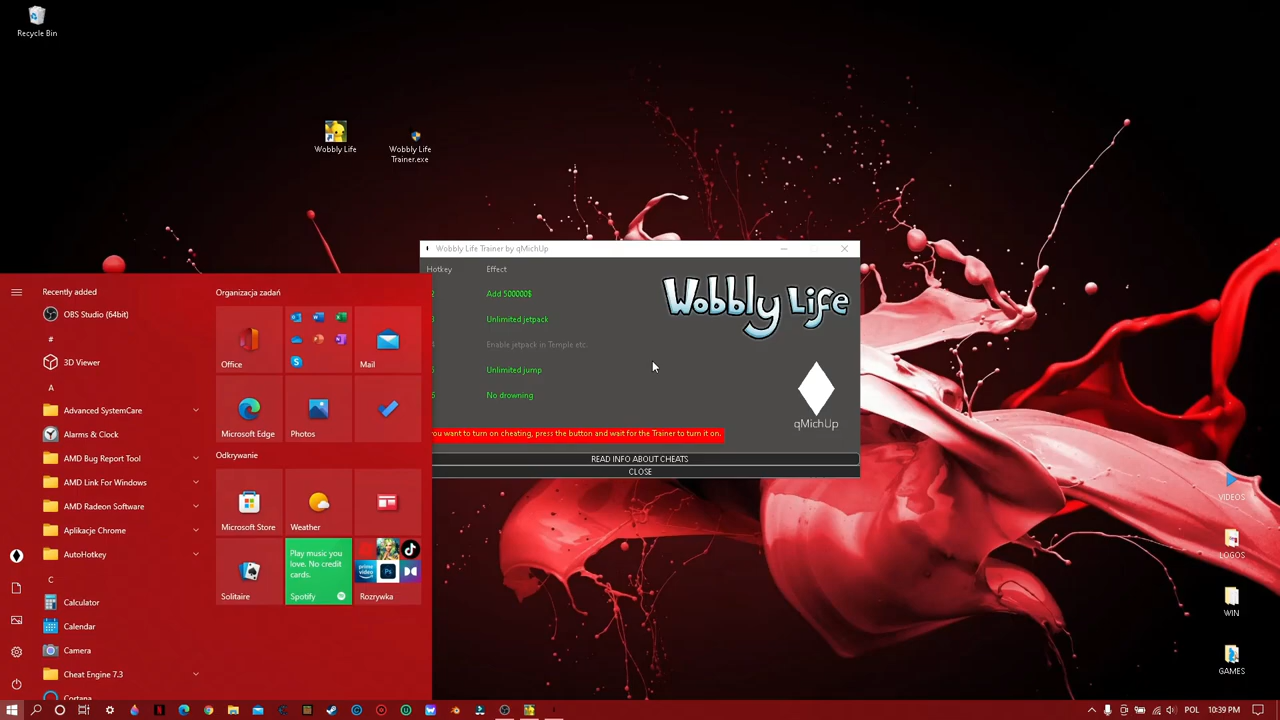 Recycle Bin
Wobbly Life
Wobbly Life
Trainer.exe
Wobbly Life Trainer by qMichUp
Hotkey Effect
2 Add 500000$
Unlimited jetpack
Enable jetpack in Temple etc.
Unlimited jump
6 No drowning
Wobbly Life
qMichUp
you want to turn on cheating, press the button and wait for the Trainer to turn it on.
READ INFO ABOUT CHEATS
CLOSE
Recently added
OBS Studio (64bit)
#
3D Viewer
A
Advanced SystemCare
Alarms & Clock
AMD Bug Report Tool
AMD Link For Windows
AMD Radeon Software
Aplikacje Chrome
AutoHotkey
C
Calculator
Calendar
Camera
Cheat Engine 7.3
Cortana
Organizacja zadań
Office
Mail
Microsoft Edge
Photos
Odkrywanie
Microsoft Store
Weather
Solitaire
Play music you
love. No credit
cards.
Spotify
prime video
Ps
Rozrywka
VIDEOS
LOGOS
WIN
GAMES
POL
10:39 PM